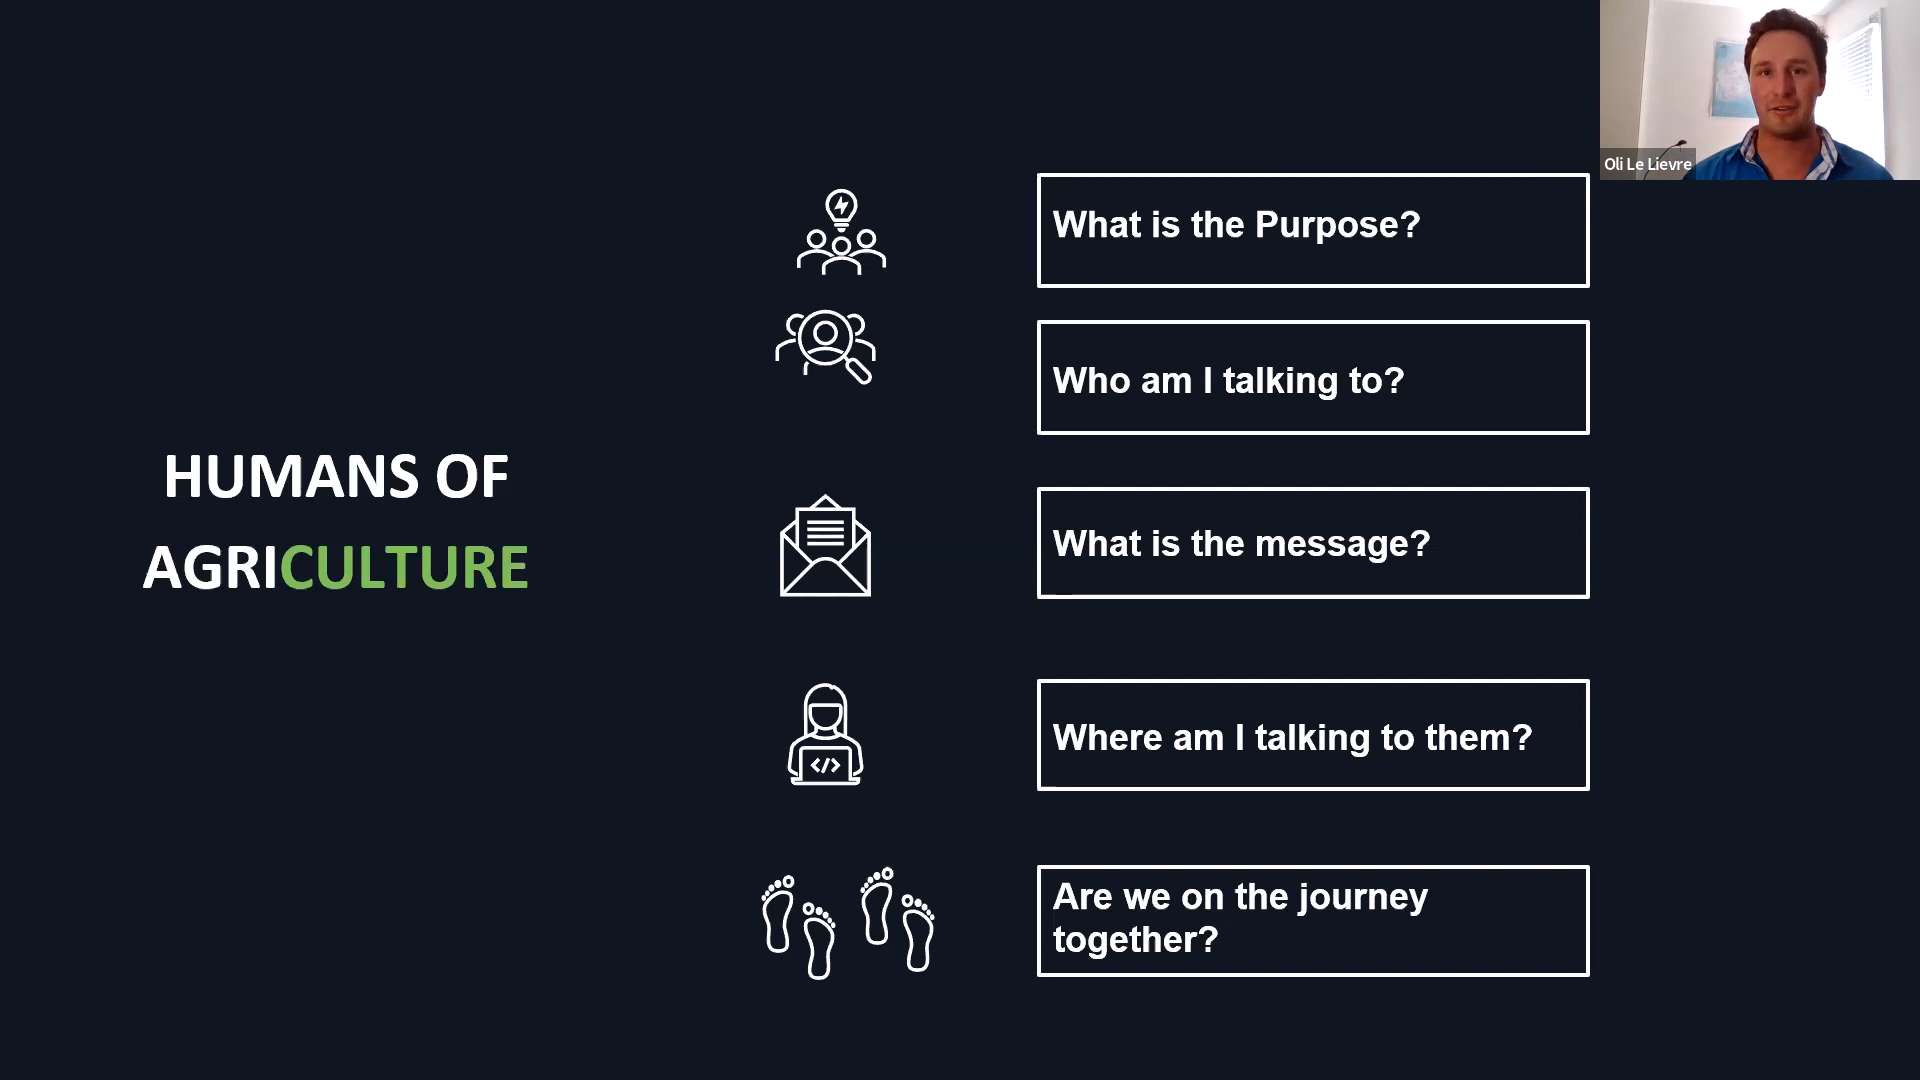 Oli Le Lievre
HUMANS OF
AGRICULTURE
What is the Purpose?
Who am I talking to?
What is the message?
</>
Where am I talking to them?
Are we on the journey
together?